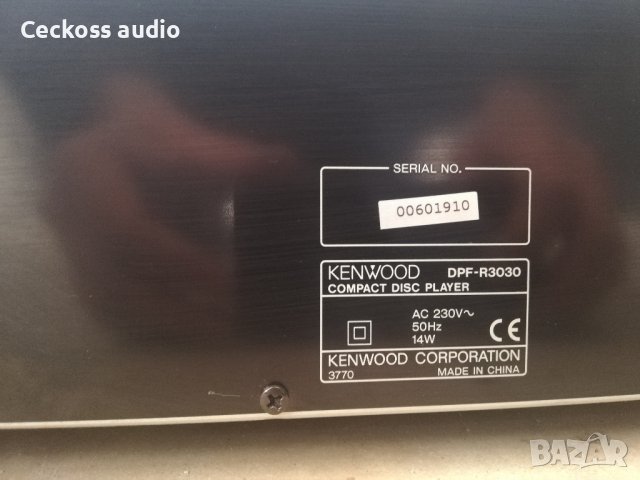 Ceckoss audio
SERIAL NO.
00601910
KENWOOD DPF-R3030
COMPACT DISC PLAYER
AC 230V~
50Hz
14W
CE
KENWOOD CORPORATION
3770 MADE IN CHINA
bazar